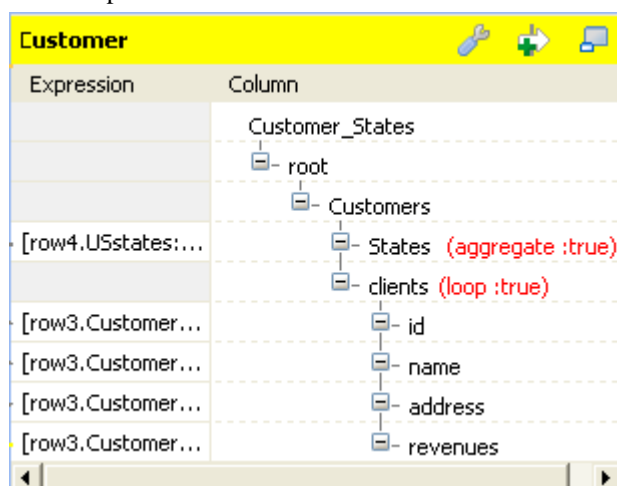 Customer
Expression Column
Customer_States
root
Customers
[row4.USstates:... States (aggregate :true)
clients (loop :true)
[row3.Customer... id
[row3.Customer... name
[row3.Customer... address
[row3.Customer... revenues